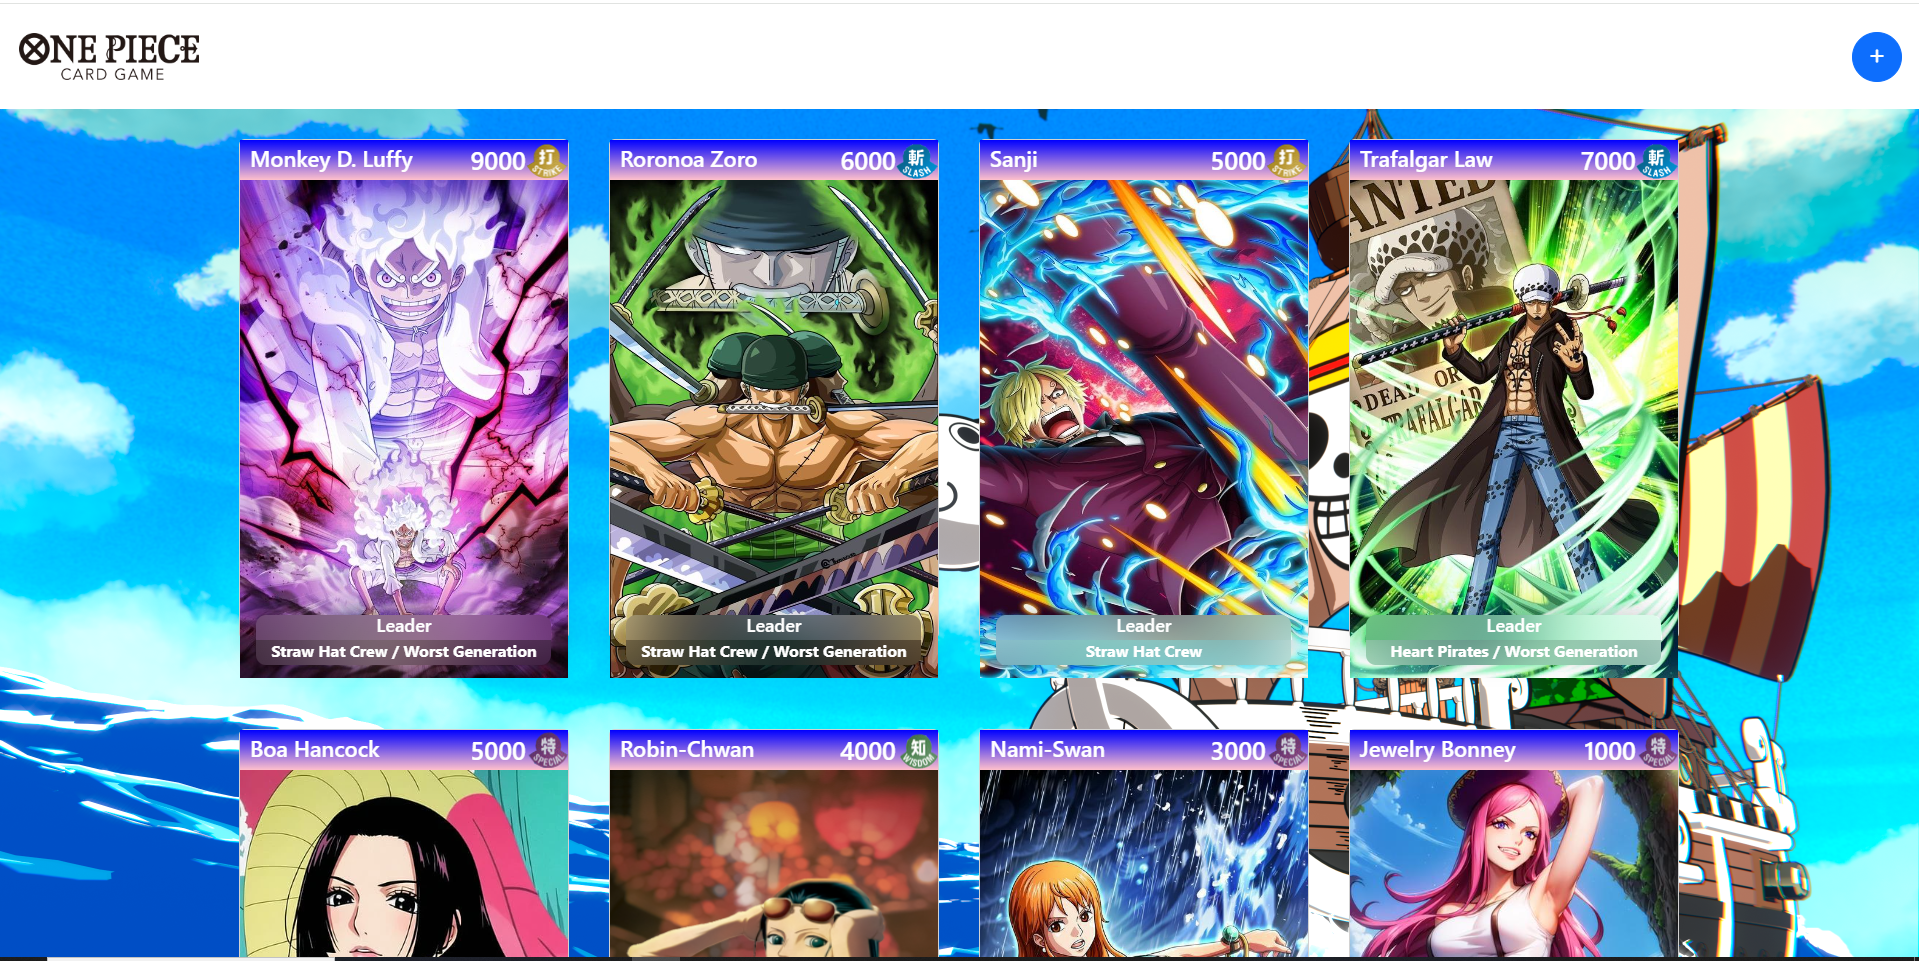 ONE PIECE
CARD GAME
+
Monkey D. Luffy 9000 打 STRIKE
Roronoa Zoro 6000 斬 SLASH
Sanji 5000 打 STRIKE
Trafalgar Law 7000 斬 SLASH
WANTED
DEAD OR
TRAFALGAR
Leader
Straw Hat Crew / Worst Generation
Leader
Straw Hat Crew / Worst Generation
Leader
Straw Hat Crew
Leader
Heart Pirates / Worst Generation
Boa Hancock 5000 特 SPECIAL
Robin-Chwan 4000 知 WISDOM
Nami-Swan 3000 特 SPECIAL
Jewelry Bonney 1000 特 SPECIAL